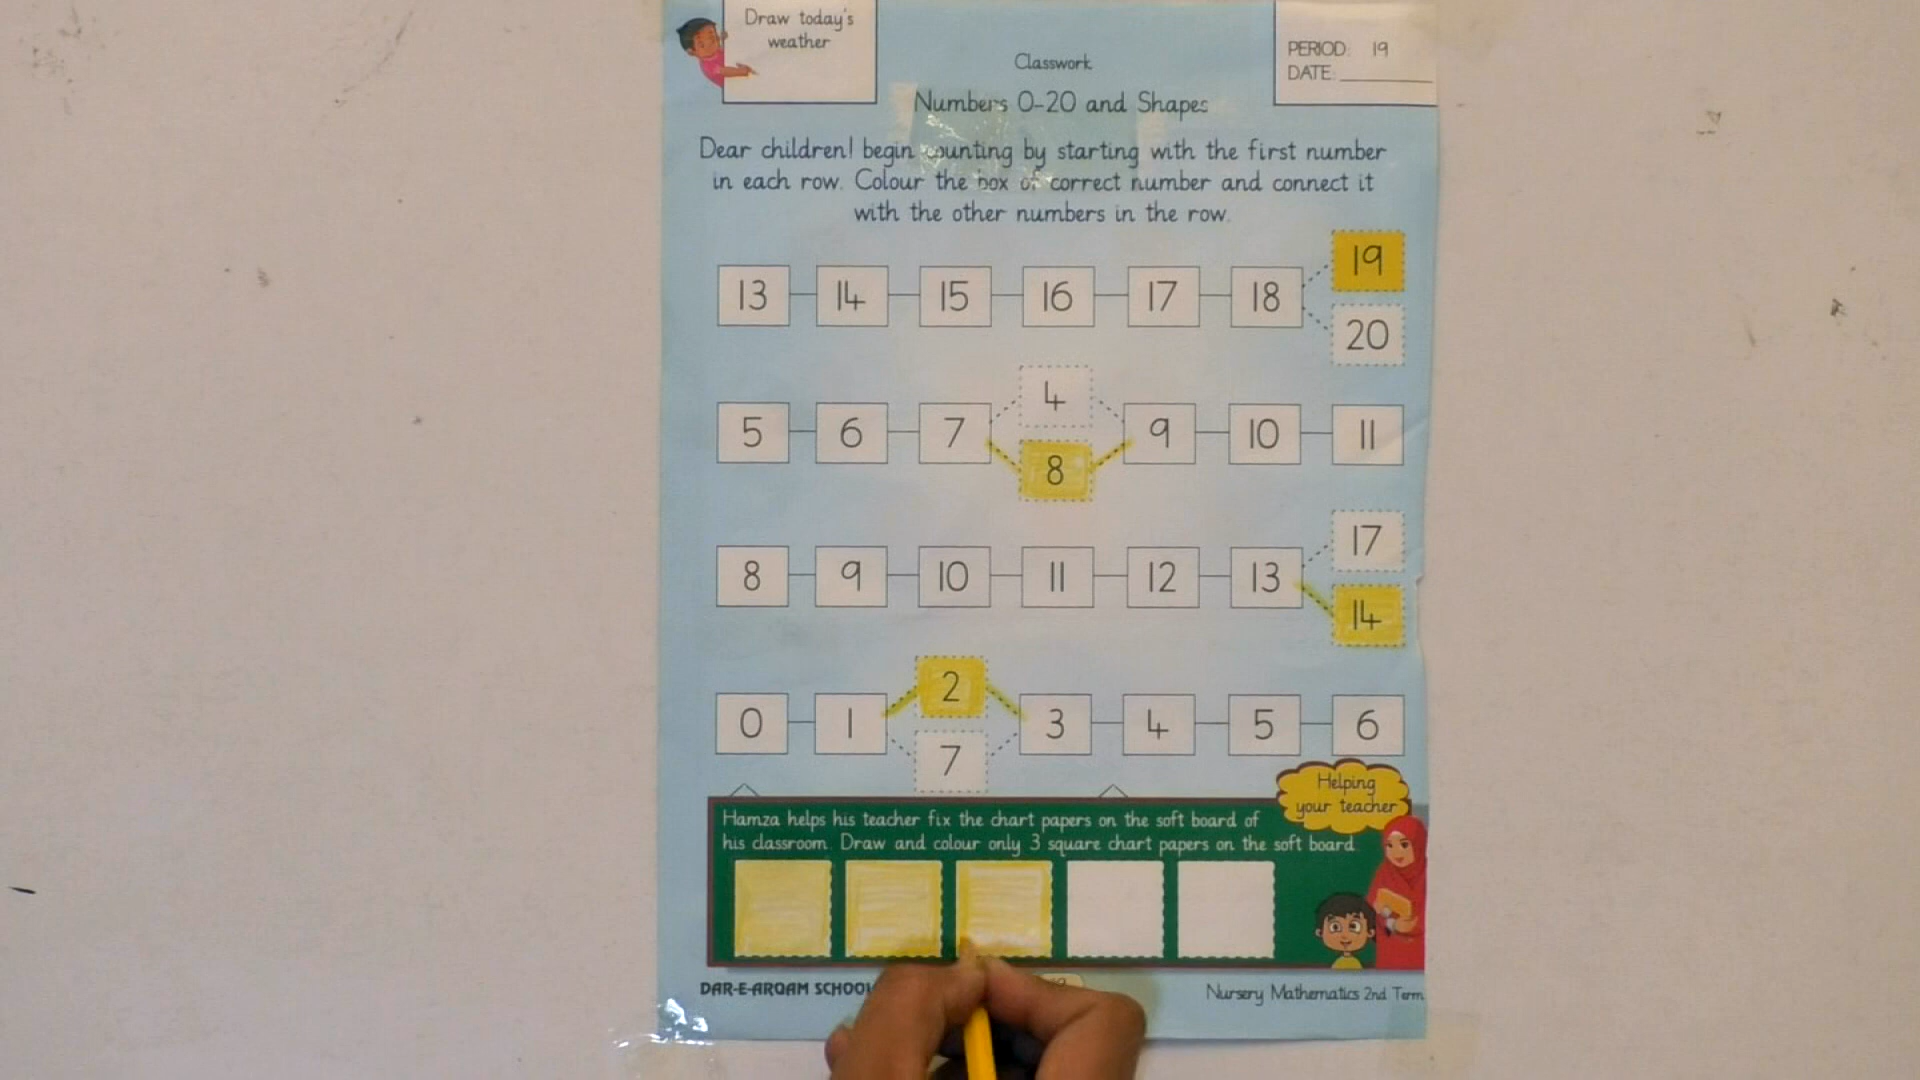 Draw today's
weather
PERIOD: 19
DATE:
Classwork
Numbers 0-20 and Shapes
Dear children! begin counting by starting with the first number
in each row. Colour the box of correct number and connect it
with the other numbers in the row.
19
13 14 15 16 17 18
20
4
5 6 7 9 10 11
8
17
8 9 10 11 12 13
14
2
0 1 3 4 5 6
7
Helping
your teacher
Hamza helps his teacher fix the chart papers on the soft board of
his classroom. Draw and colour only 3 square chart papers on the soft board.
DAR-E-ARQAM SCHOOL
Nursery Mathematics 2nd Term